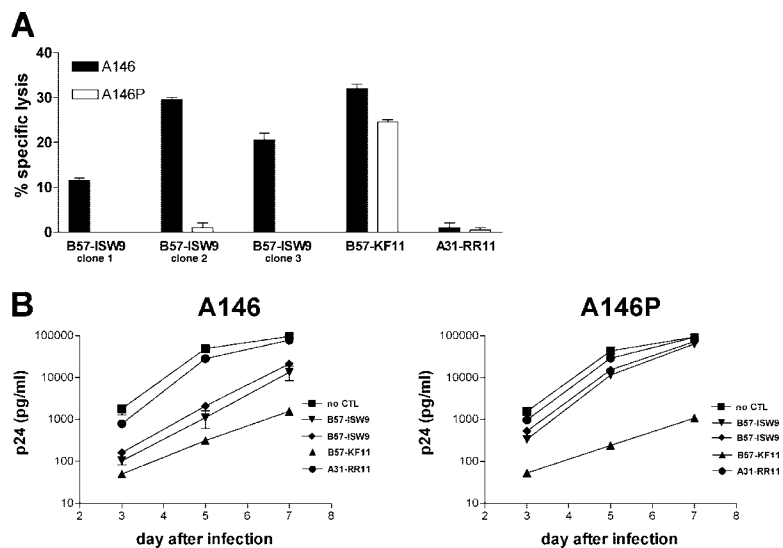 A
% specific lysis
40
30
20
10
0
A146
A146P
B57-ISW9
clone 1
B57-ISW9
clone 2
B57-ISW9
clone 3
B57-KF11
A31-RR11
B
A146
p24 (pg/ml)
100000
10000
1000
100
10
2 3 4 5 6 7 8
day after infection
no CTL
B57-ISW9
B57-ISW9
B57-KF11
A31-RR11
A146P
p24 (pg/ml)
100000
10000
1000
100
10
2 3 4 5 6 7 8
day after infection
no CTL
B57-ISW9
B57-ISW9
B57-KF11
A31-RR11